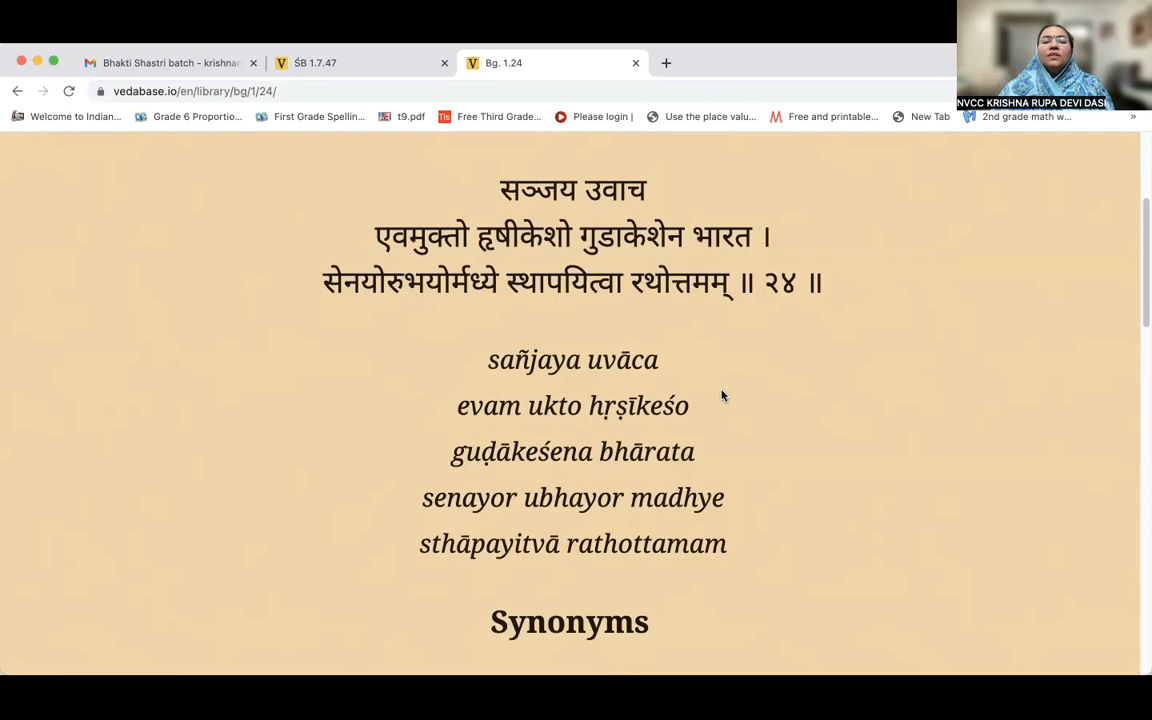 Bhakti Shastri batch - krishnar
ŚB 1.7.47
Bg. 1.24
vedabase.io/en/library/bg/1/24/
Welcome to Indian...
Grade 6 Proportio...
First Grade Spellin...
t9.pdf
Free Third Grade...
Please login |
Use the place valu...
Free and printable...
New Tab
2nd grade math w...
NVCC KRISHNA RUPA DEVI DASI
सञ्जय उवाच
एवमुक्तो हृषीकेशो गुडाकेशेन भारत ।
सेनयोरुभयोर्मध्ये स्थापयित्वा रथोत्तमम् ॥ २४ ॥
sañjaya uvāca
evam ukto hṛṣīkeśo
guḍākeśena bhārata
senayor ubhayor madhye
sthāpayitvā rathottamam
Synonyms